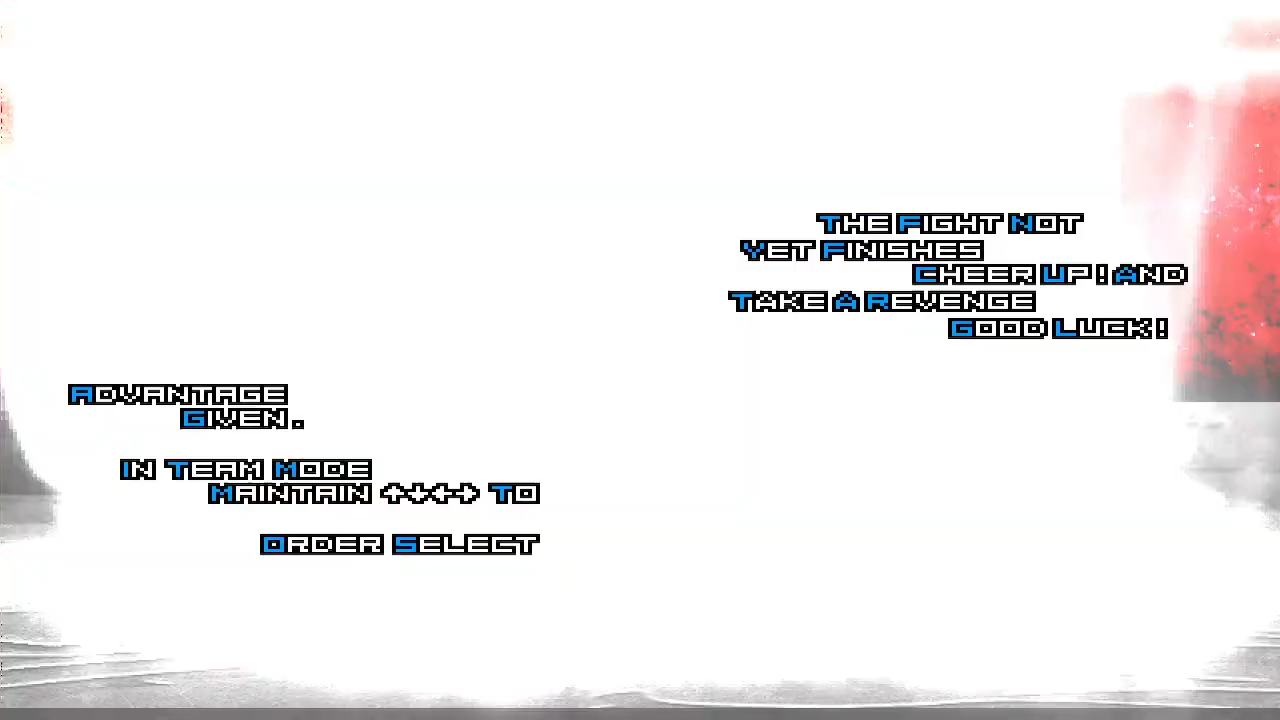 The Fight Not
Yet Finishes
Cheer Up! And
Take A Revenge
Good Luck!
Advantage
Given.
In Team Mode
Maintain ↑↓←→ To
Order Select